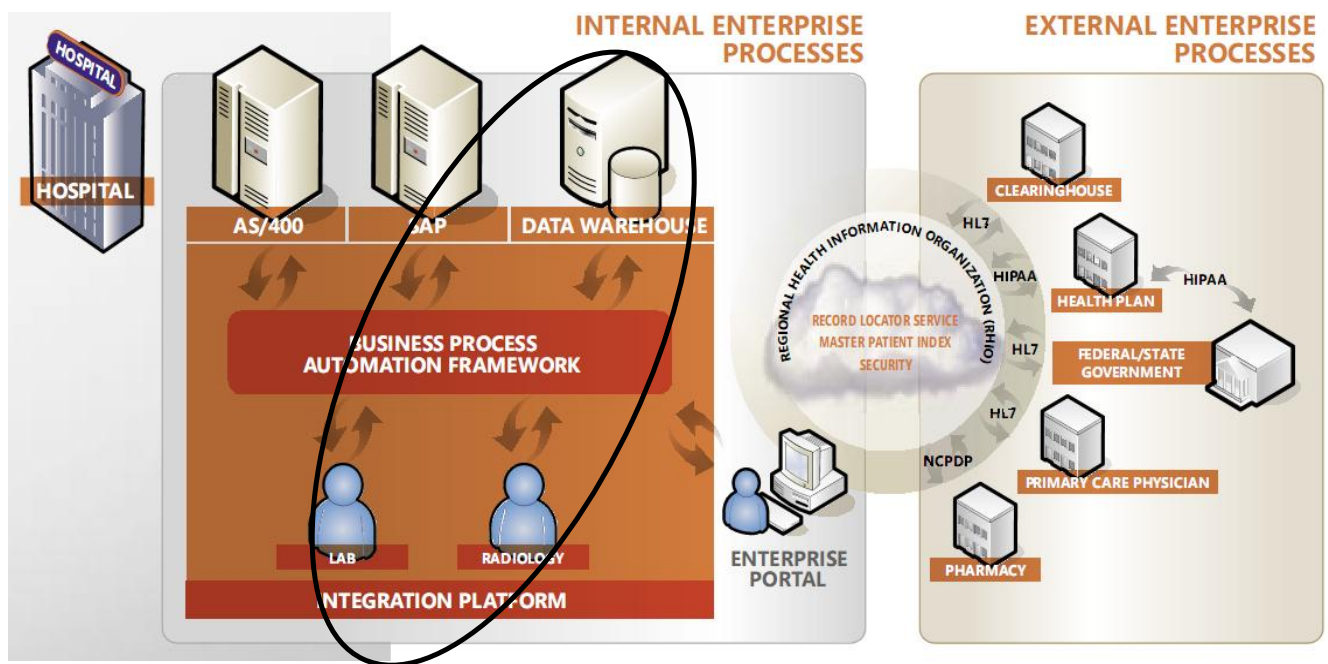 INTERNAL ENTERPRISE
PROCESSES
EXTERNAL ENTERPRISE
PROCESSES
HOSPITAL
HOSPITAL
AS/400
SAP
DATA WAREHOUSE
BUSINESS PROCESS
AUTOMATION FRAMEWORK
LAB
RADIOLOGY
INTEGRATION PLATFORM
ENTERPRISE
PORTAL
REGIONAL HEALTH INFORMATION ORGANIZATION (RHIO)
RECORD LOCATOR SERVICE
MASTER PATIENT INDEX
SECURITY
HL7
HIPAA
HL7
HL7
NCPDP
CLEARINGHOUSE
HEALTH PLAN
HIPAA
FEDERAL/STATE
GOVERNMENT
PRIMARY CARE PHYSICIAN
PHARMACY